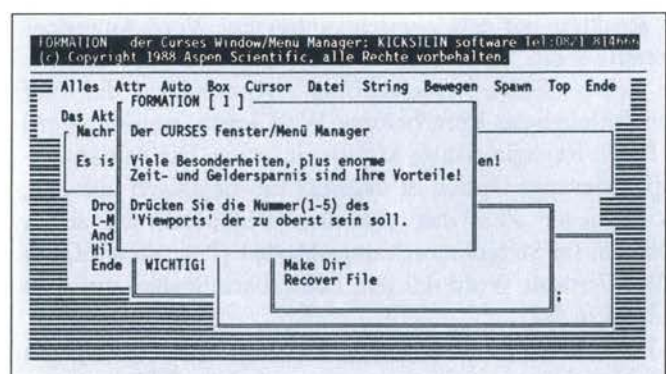 FORMATION der Curses Window/Menu Manager: KICKSTEIN software Tel:0821 814666
(c) Copyright 1988 Aspen Scientific, alle Rechte vorbehalten.
Alles Attr Auto Box Cursor Datei String Bewegen Spawn Top Ende
FORMATION [ 1 ]
Das Akt
Nachr Der CURSES Fenster/Menü Manager
Es is Viele Besonderheiten, plus enorme en!
Zeit- und Geldersparnis sind Ihre Vorteile!
Dro Drücken Sie die Nummer(1-5) des
L-M 'Viewports' der zu oberst sein soll.
And
Hil
Ende WICHTIG! Make Dir
Recover File
;